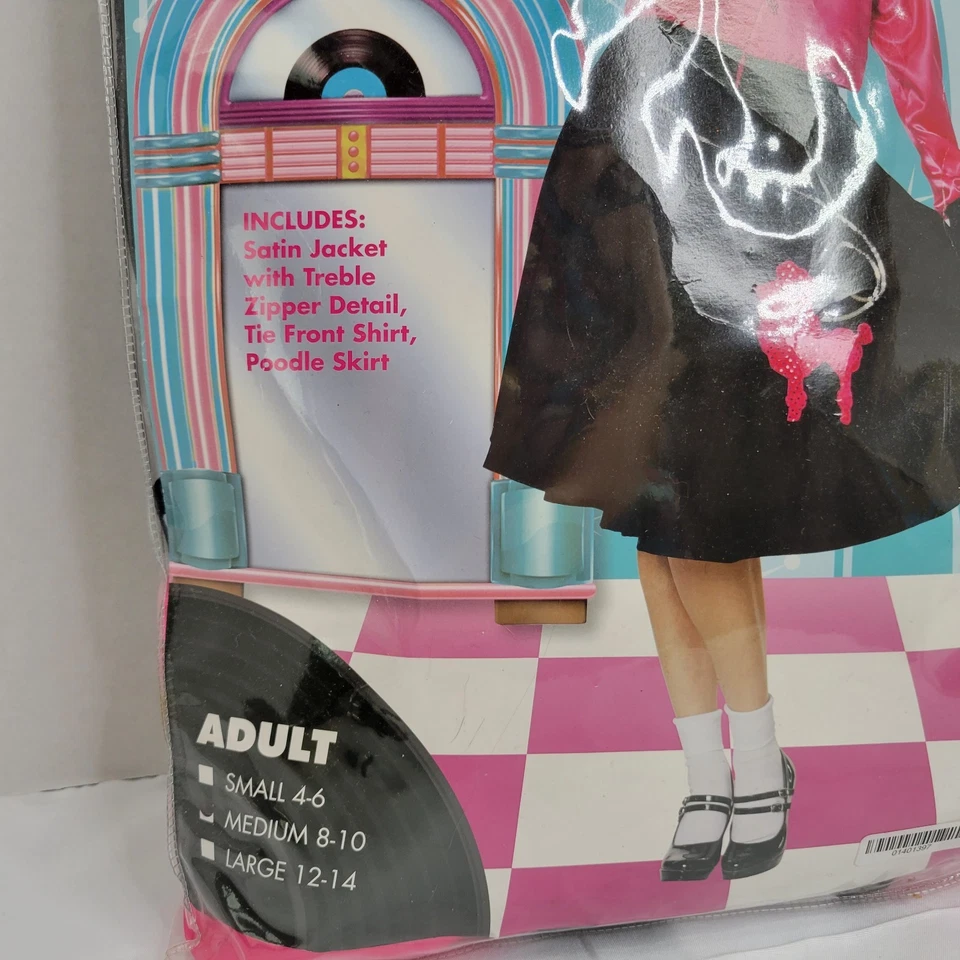 INCLUDES:
Satin Jacket
with Treble
Zipper Detail,
Tie Front Shirt,
Poodle Skirt
ADULT
SMALL 4-6
MEDIUM 8-10
LARGE 12-14
01401397